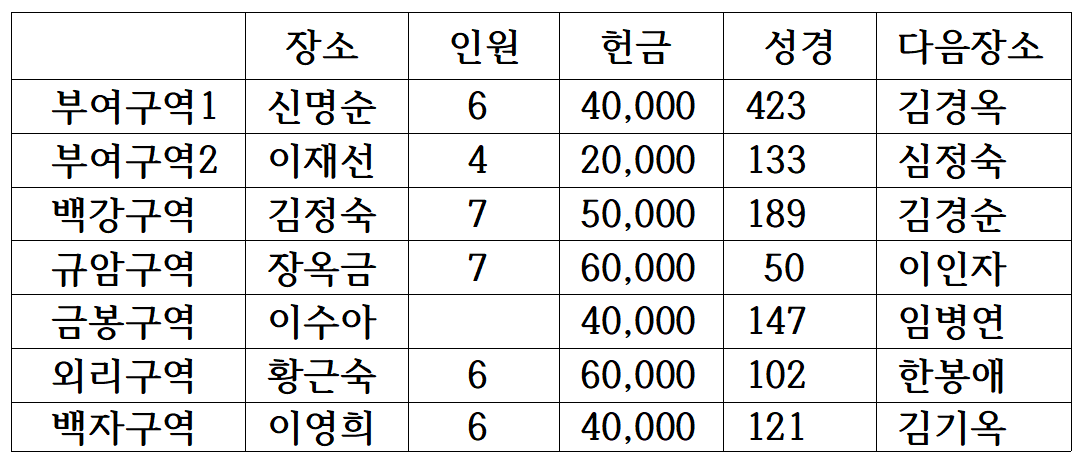 장소 인원 헌금 성경 다음장소
부여구역1 신명순 6 40,000 423 김경옥
부여구역2 이재선 4 20,000 133 심정숙
백강구역 김정숙 7 50,000 189 김경순
규암구역 장옥금 7 60,000 50 이인자
금봉구역 이수아 40,000 147 임병연
외리구역 황근숙 6 60,000 102 한봉애
백자구역 이영희 6 40,000 121 김기옥